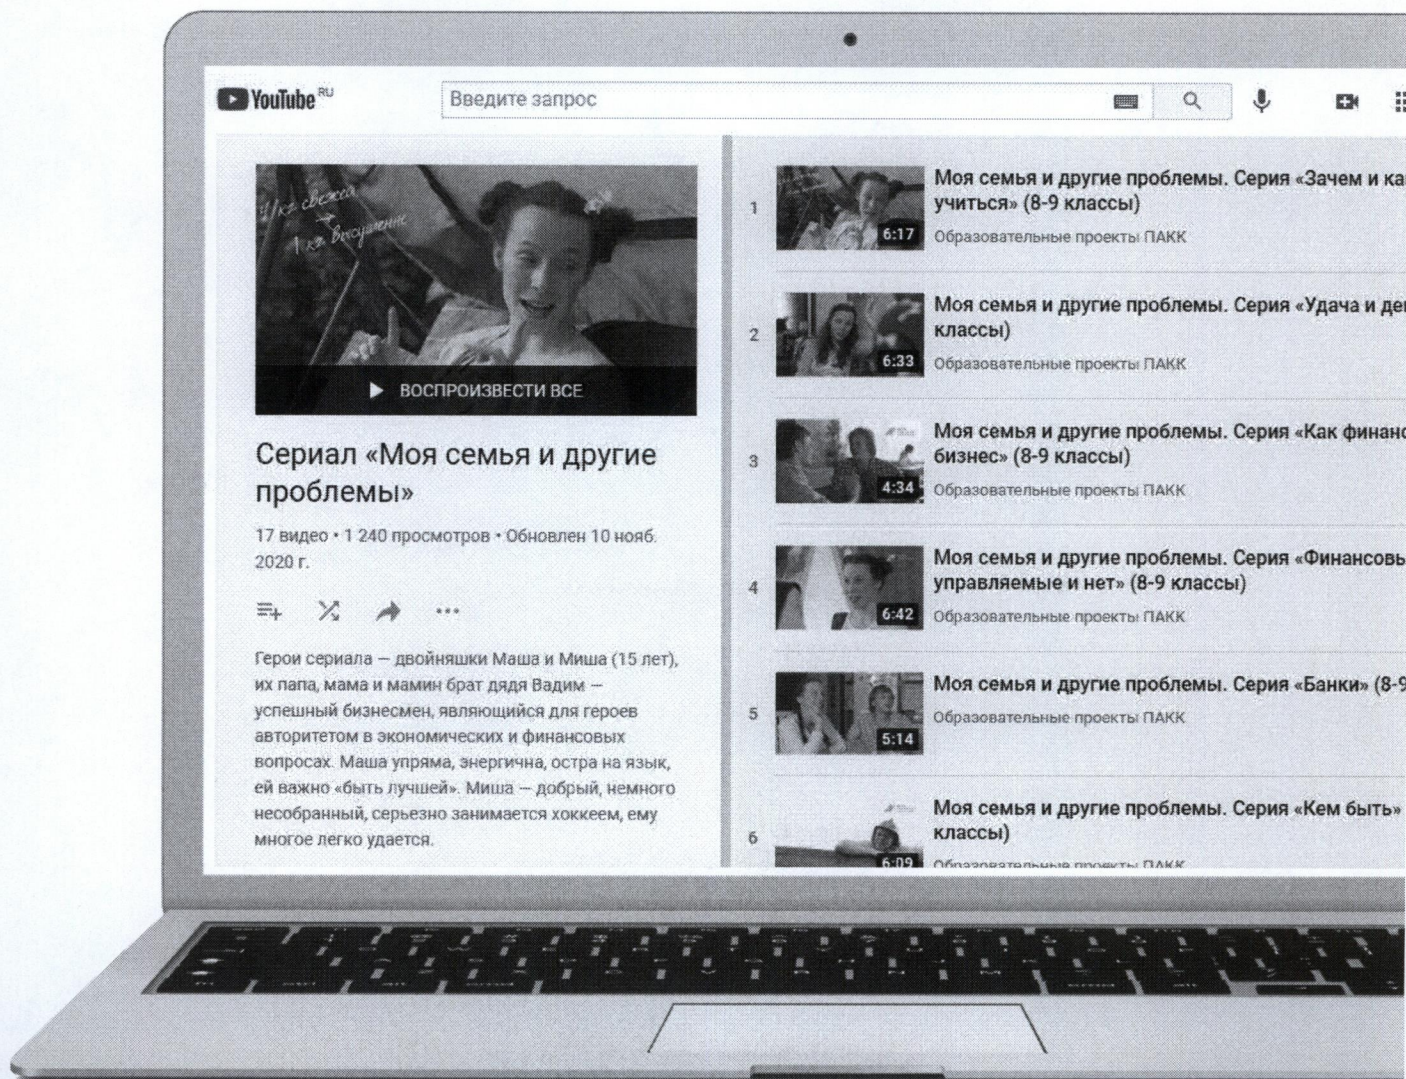 YouTube RU
Введите запрос
1 кг высушенн
ВОСПРОИЗВЕСТИ ВСЕ
Сериал «Моя семья и другие
проблемы»
17 видео • 1 240 просмотров • Обновлен 10 нояб.
2020 г.
Герои сериала — двойняшки Маша и Миша (15 лет),
их папа, мама и мамин брат дядя Вадим —
успешный бизнесмен, являющийся для героев
авторитетом в экономических и финансовых
вопросах. Маша упряма, энергична, остра на язык,
ей важно «быть лучшей». Миша — добрый, немного
несобранный, серьезно занимается хоккеем, ему
многое легко удается.
1
6:17
Моя семья и другие проблемы. Серия «Зачем и ка
учиться» (8-9 классы)
Образовательные проекты ПАКК
2
6:33
Моя семья и другие проблемы. Серия «Удача и де
классы)
Образовательные проекты ПАКК
3
4:34
Моя семья и другие проблемы. Серия «Как финанс
бизнес» (8-9 классы)
Образовательные проекты ПАКК
4
6:42
Моя семья и другие проблемы. Серия «Финансовы
управляемые и нет» (8-9 классы)
Образовательные проекты ПАКК
5
5:14
Моя семья и другие проблемы. Серия «Банки» (8-9
Образовательные проекты ПАКК
6
6:09
Моя семья и другие проблемы. Серия «Кем быть»
классы)
Образовательные проекты ПАКК